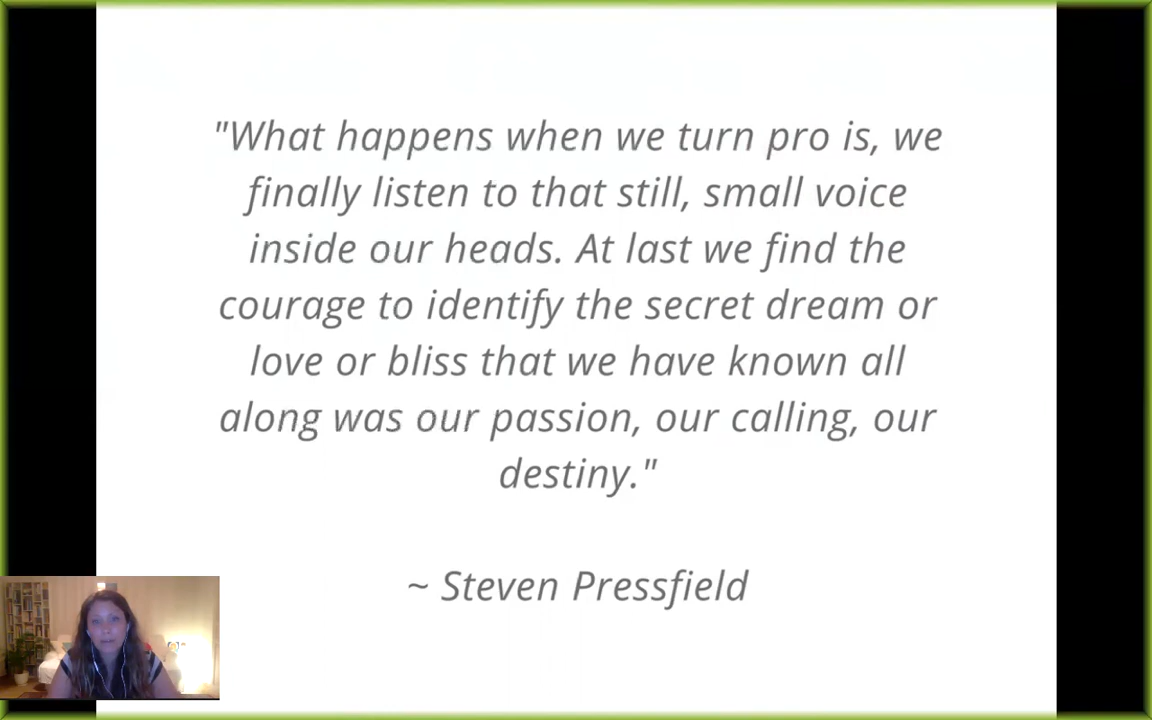 "What happens when we turn pro is, we
finally listen to that still, small voice
inside our heads. At last we find the
courage to identify the secret dream or
love or bliss that we have known all
along was our passion, our calling, our
destiny."
~ Steven Pressfield